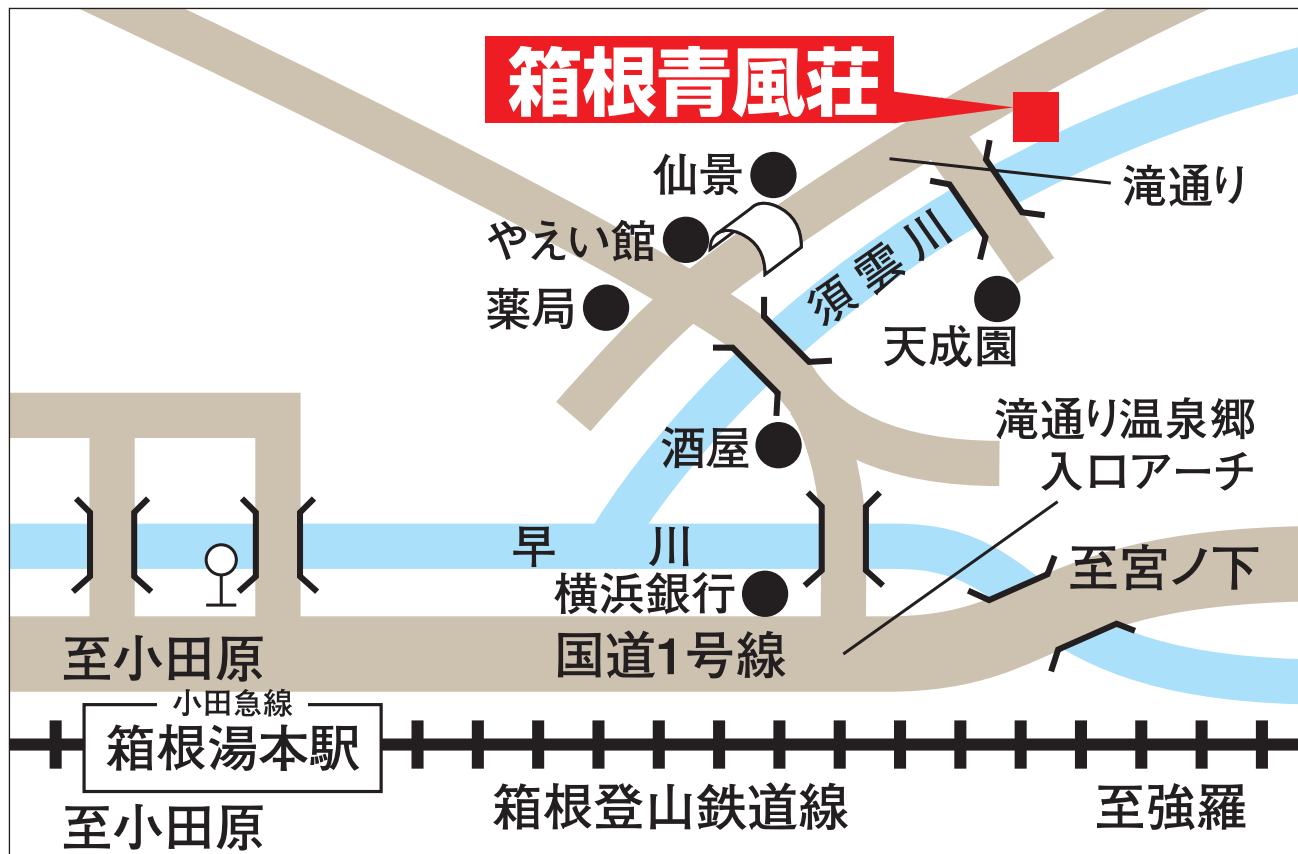 箱根青風荘
仙景
滝通り
やえい館
須雲川
薬局
天成園
滝通り温泉郷
入口アーチ
酒屋
早川
至宮ノ下
横浜銀行
至小田原
国道1号線
小田急線
箱根湯本駅
箱根登山鉄道線
至強羅
至小田原